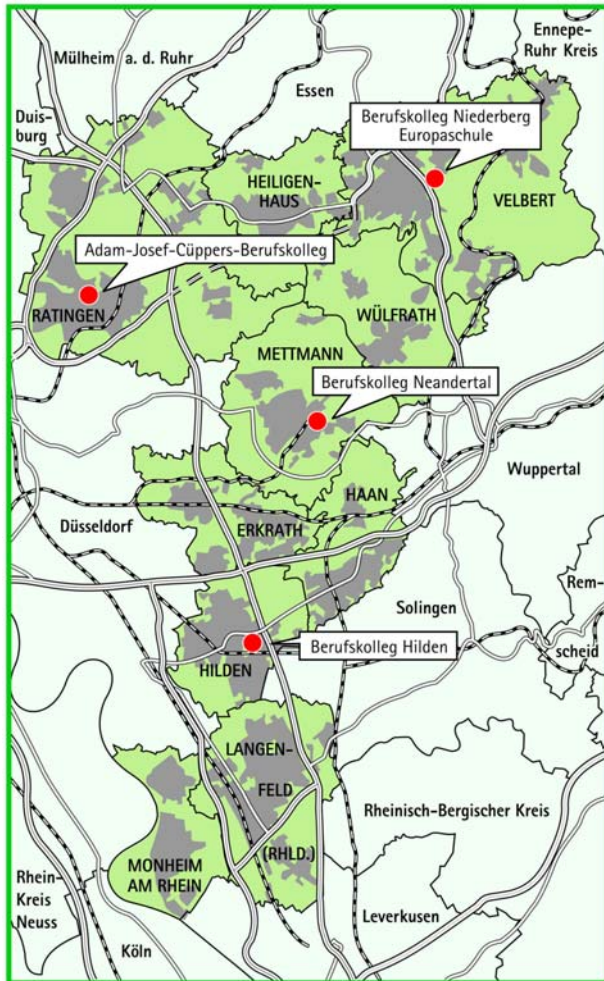 Ennepe-
Ruhr Kreis
Mülheim a. d. Ruhr
Essen
Duis-
burg
Berufskolleg Niederberg
Europaschule
HEILIGEN-
HAUS
VELBERT
Adam-Josef-Cüppers-Berufskolleg
RATINGEN
WÜLFRATH
METTMANN
Berufskolleg Neandertal
Wuppertal
HAAN
Düsseldorf
ERKRATH
Solingen
Rem-
scheid
Berufskolleg Hilden
HILDEN
LANGEN-
FELD
(RHLD.)
Rheinisch-Bergischer Kreis
MONHEIM
AM RHEIN
Rhein-
Kreis
Neuss
Leverkusen
Köln